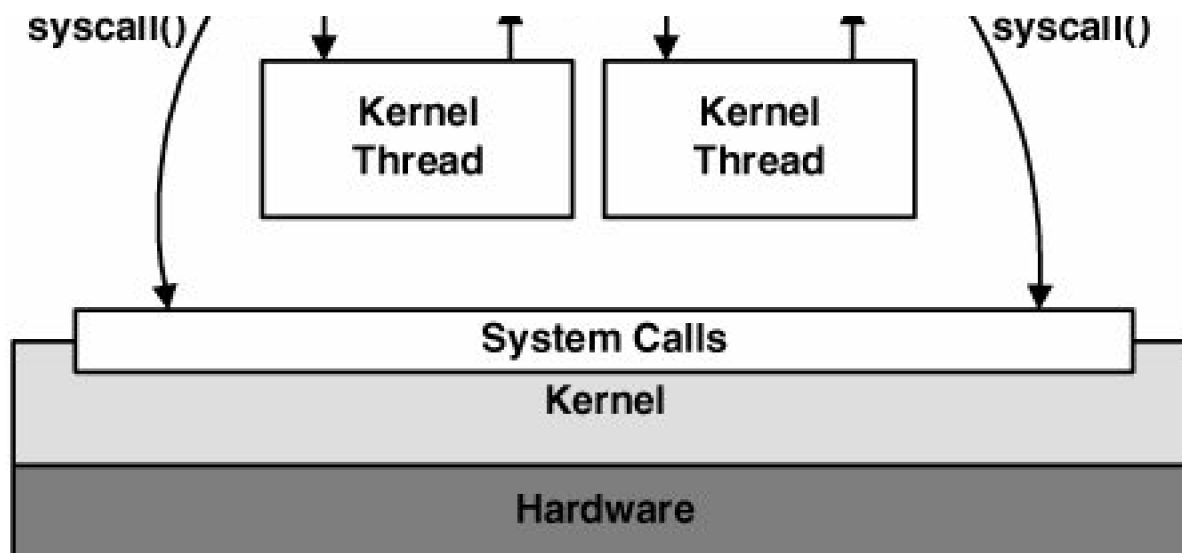 syscall()
syscall()
Kernel
Thread
Kernel
Thread
System Calls
Kernel
Hardware